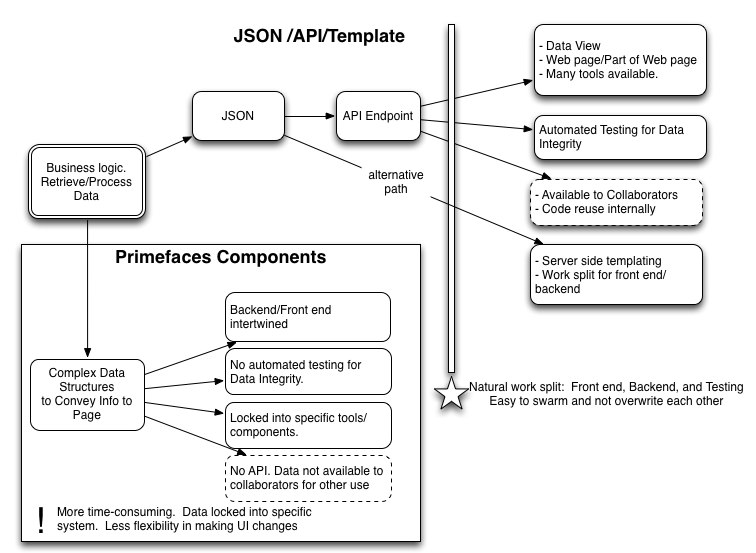 JSON /API/Template
- Data View
- Web page/Part of Web page
- Many tools available.
JSON
API Endpoint
Automated Testing for Data
Integrity
Business logic.
Retrieve/Process
Data
alternative
path
- Available to Collaborators
- Code reuse internally
- Server side templating
- Work split for front end/
backend
Primefaces Components
Backend/Front end
intertwined
No automated testing for
Data Integrity.
Complex Data
Structures
to Convey Info to
Page
Locked into specific tools/
components.
No API. Data not available to
collaborators for other use
Natural work split:  Front end, Backend, and Testing
Easy to swarm and not overwrite each other
! More time-consuming.  Data locked into specific
system.  Less flexibility in making UI changes